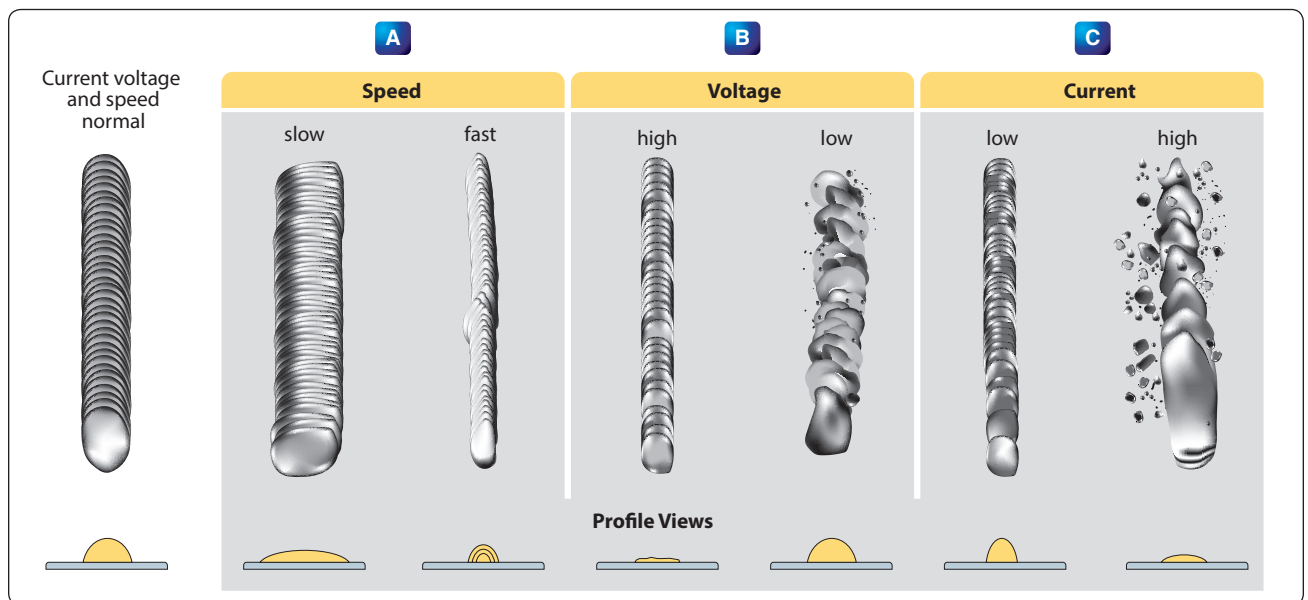 A
B
C
Current voltage
and speed
normal
Speed
Voltage
Current
slow
fast
high
low
low
high
Profile Views